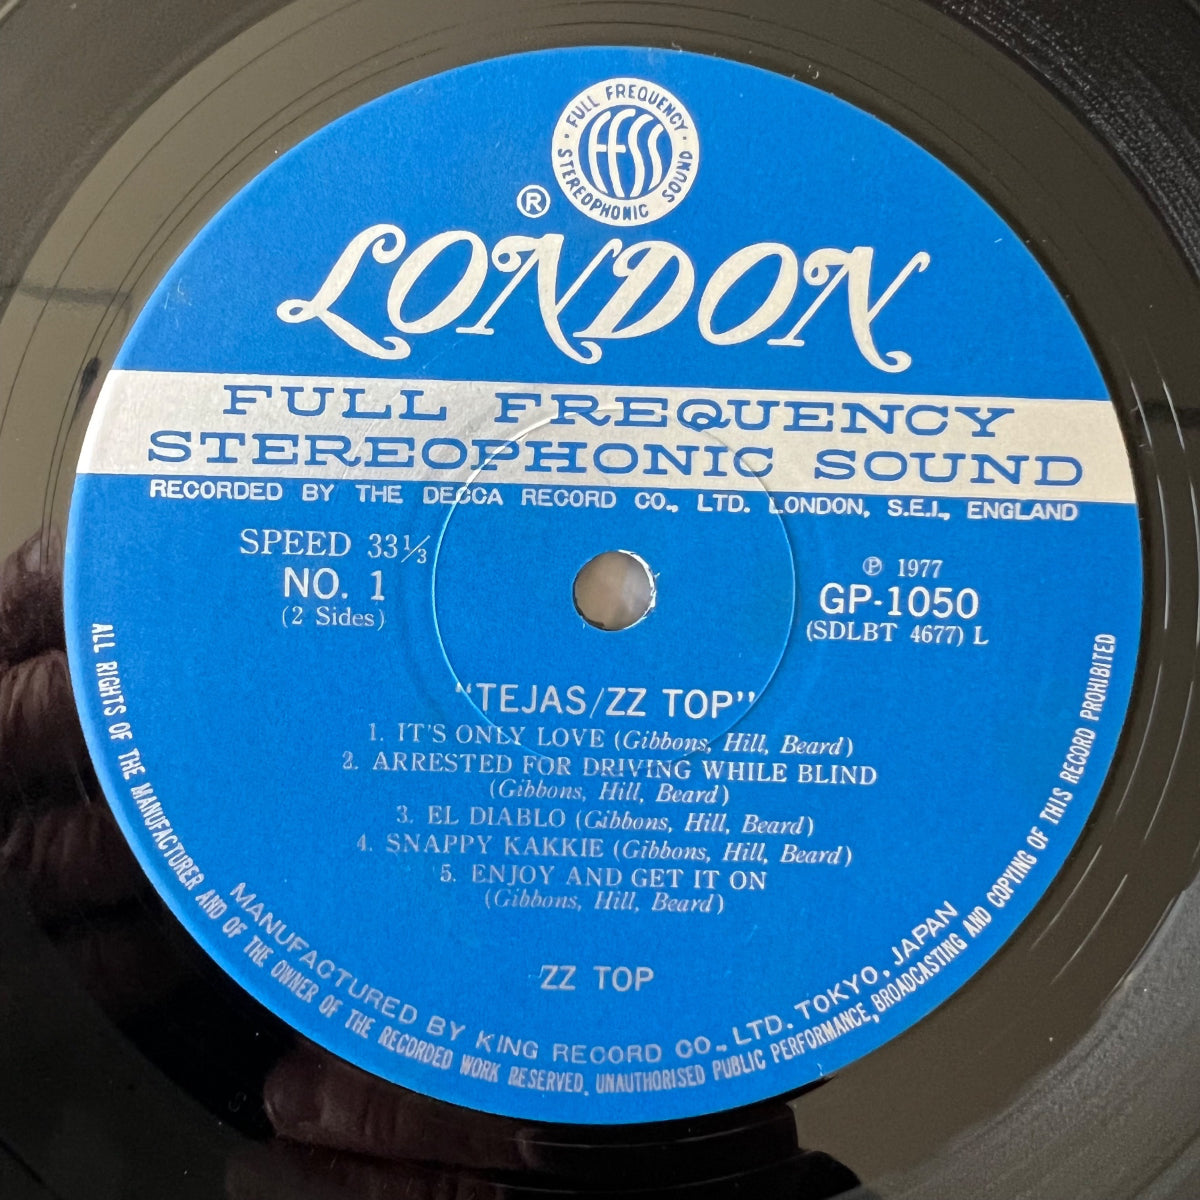 FULL FREQUENCY
FFSS
STEREOPHONIC SOUND
®
LONDON
FULL FREQUENCY
STEREOPHONIC SOUND
RECORDED BY THE DECCA RECORD CO., LTD. LONDON, S.E.I., ENGLAND
SPEED 33⅓
NO. 1
(2 Sides)
℗ 1977
GP-1050
(SDLBT 4677) L
"TEJAS/ZZ TOP"
1. IT'S ONLY LOVE (Gibbons, Hill, Beard)
2. ARRESTED FOR DRIVING WHILE BLIND
(Gibbons, Hill, Beard)
3. EL DIABLO (Gibbons, Hill, Beard)
4. SNAPPY KAKKIE (Gibbons, Hill, Beard)
5. ENJOY AND GET IT ON
(Gibbons, Hill, Beard)
ZZ TOP
MANUFACTURED BY KING RECORD CO., LTD. TOKYO, JAPAN
ALL RIGHTS OF THE MANUFACTURER AND OF THE OWNER OF THE RECORDED WORK RESERVED. UNAUTHORISED PUBLIC PERFORMANCE, BROADCASTING AND COPYING OF THIS RECORD PROHIBITED